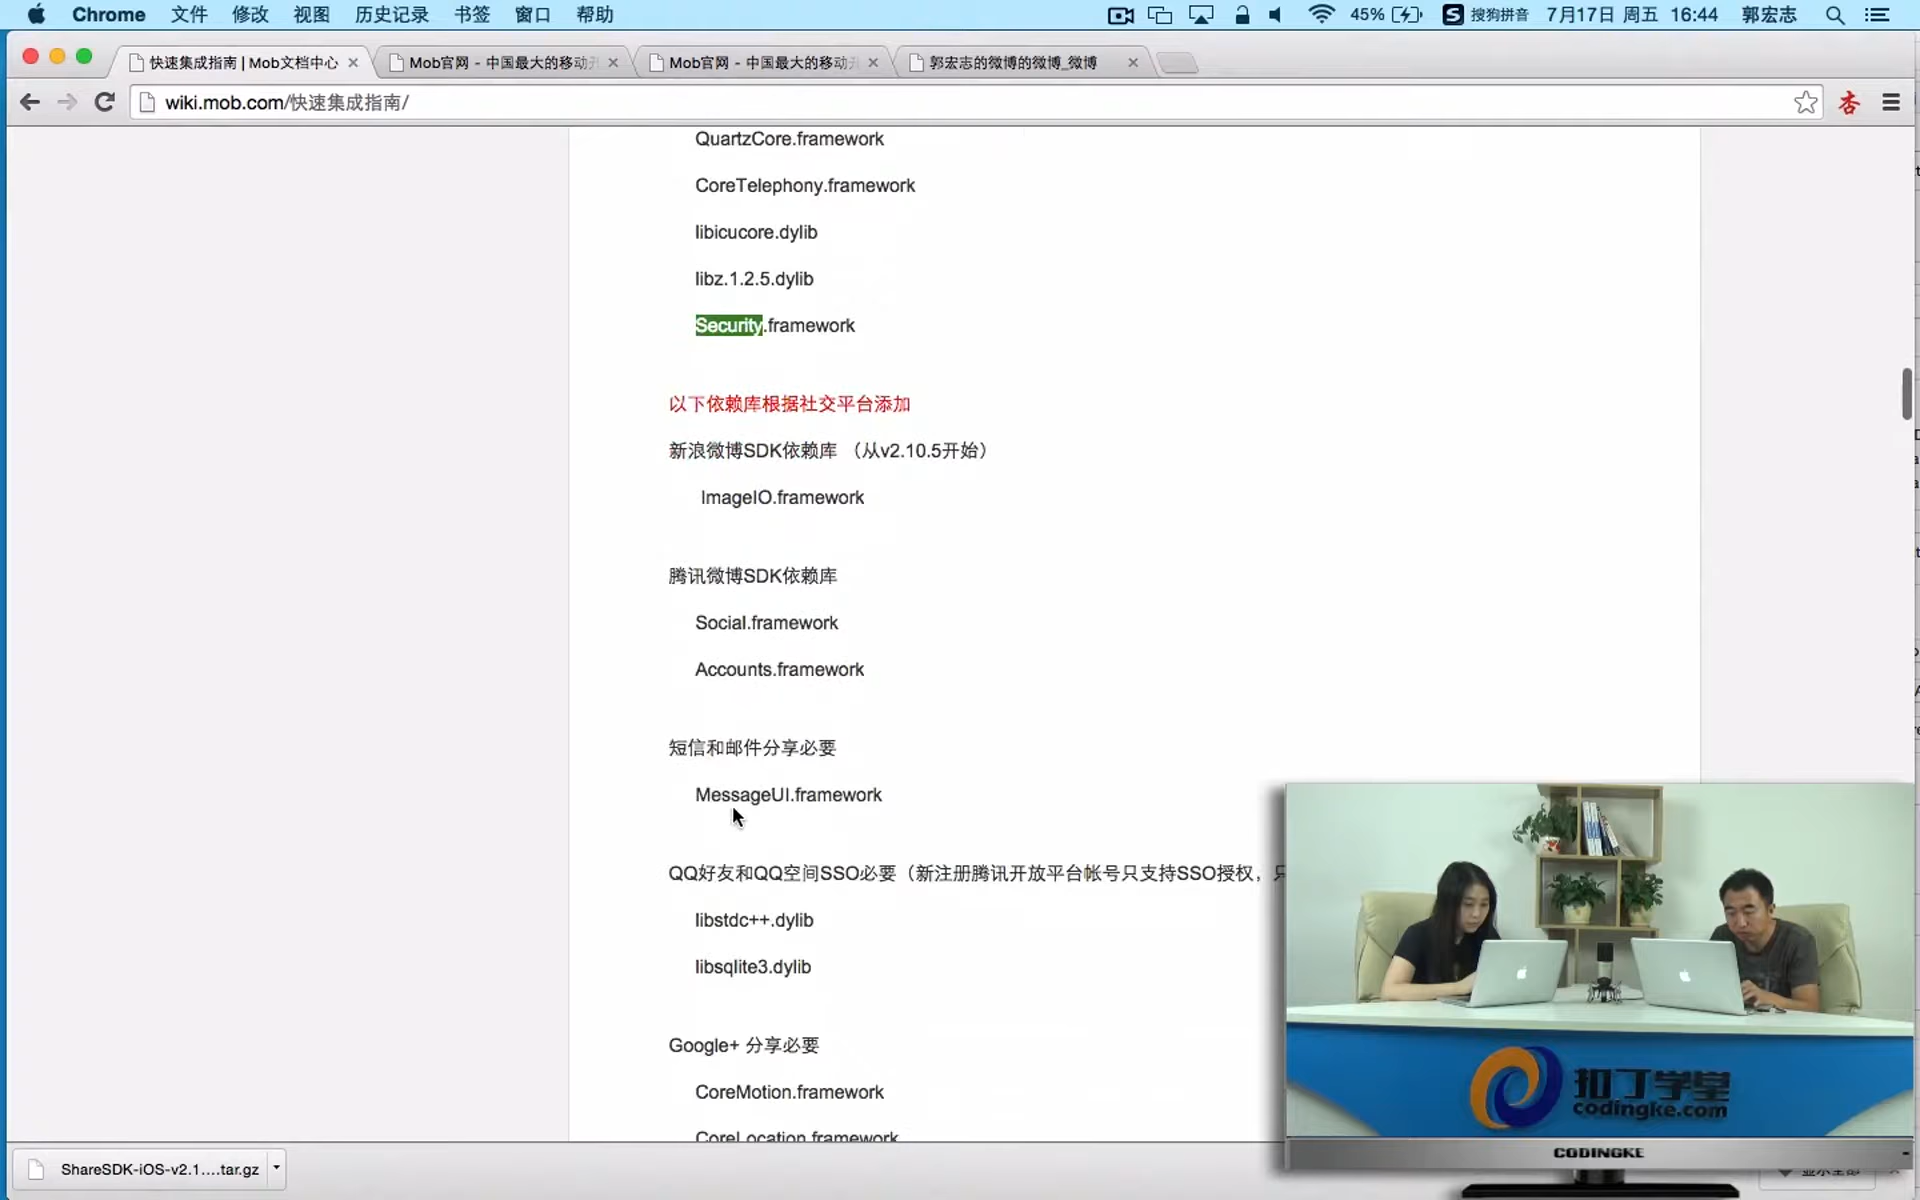 Chrome 文件 修改 视图 历史记录 书签 窗口 帮助 45% 搜狗拼音 7月17日 周五 16:44 郭宏志
快速集成指南 | Mob文档中心 Mob官网 - 中国最大的移动开 Mob官网 - 中国最大的移动开 郭宏志的微博的微博_微博
wiki.mob.com/快速集成指南/
QuartzCore.framework
CoreTelephony.framework
libicucore.dylib
libz.1.2.5.dylib
Security.framework
以下依赖库根据社交平台添加
新浪微博SDK依赖库 （从v2.10.5开始）
ImageIO.framework
腾讯微博SDK依赖库
Social.framework
Accounts.framework
短信和邮件分享必要
MessageUI.framework
QQ好友和QQ空间SSO必要（新注册腾讯开放平台帐号只支持SSO授权，只
libstdc++.dylib
libsqlite3.dylib
Google+ 分享必要
CoreMotion.framework
CoreLocation.framework
扣丁学堂
codingke.com
CODINGKE
ShareSDK-iOS-v2.1....tar.gz